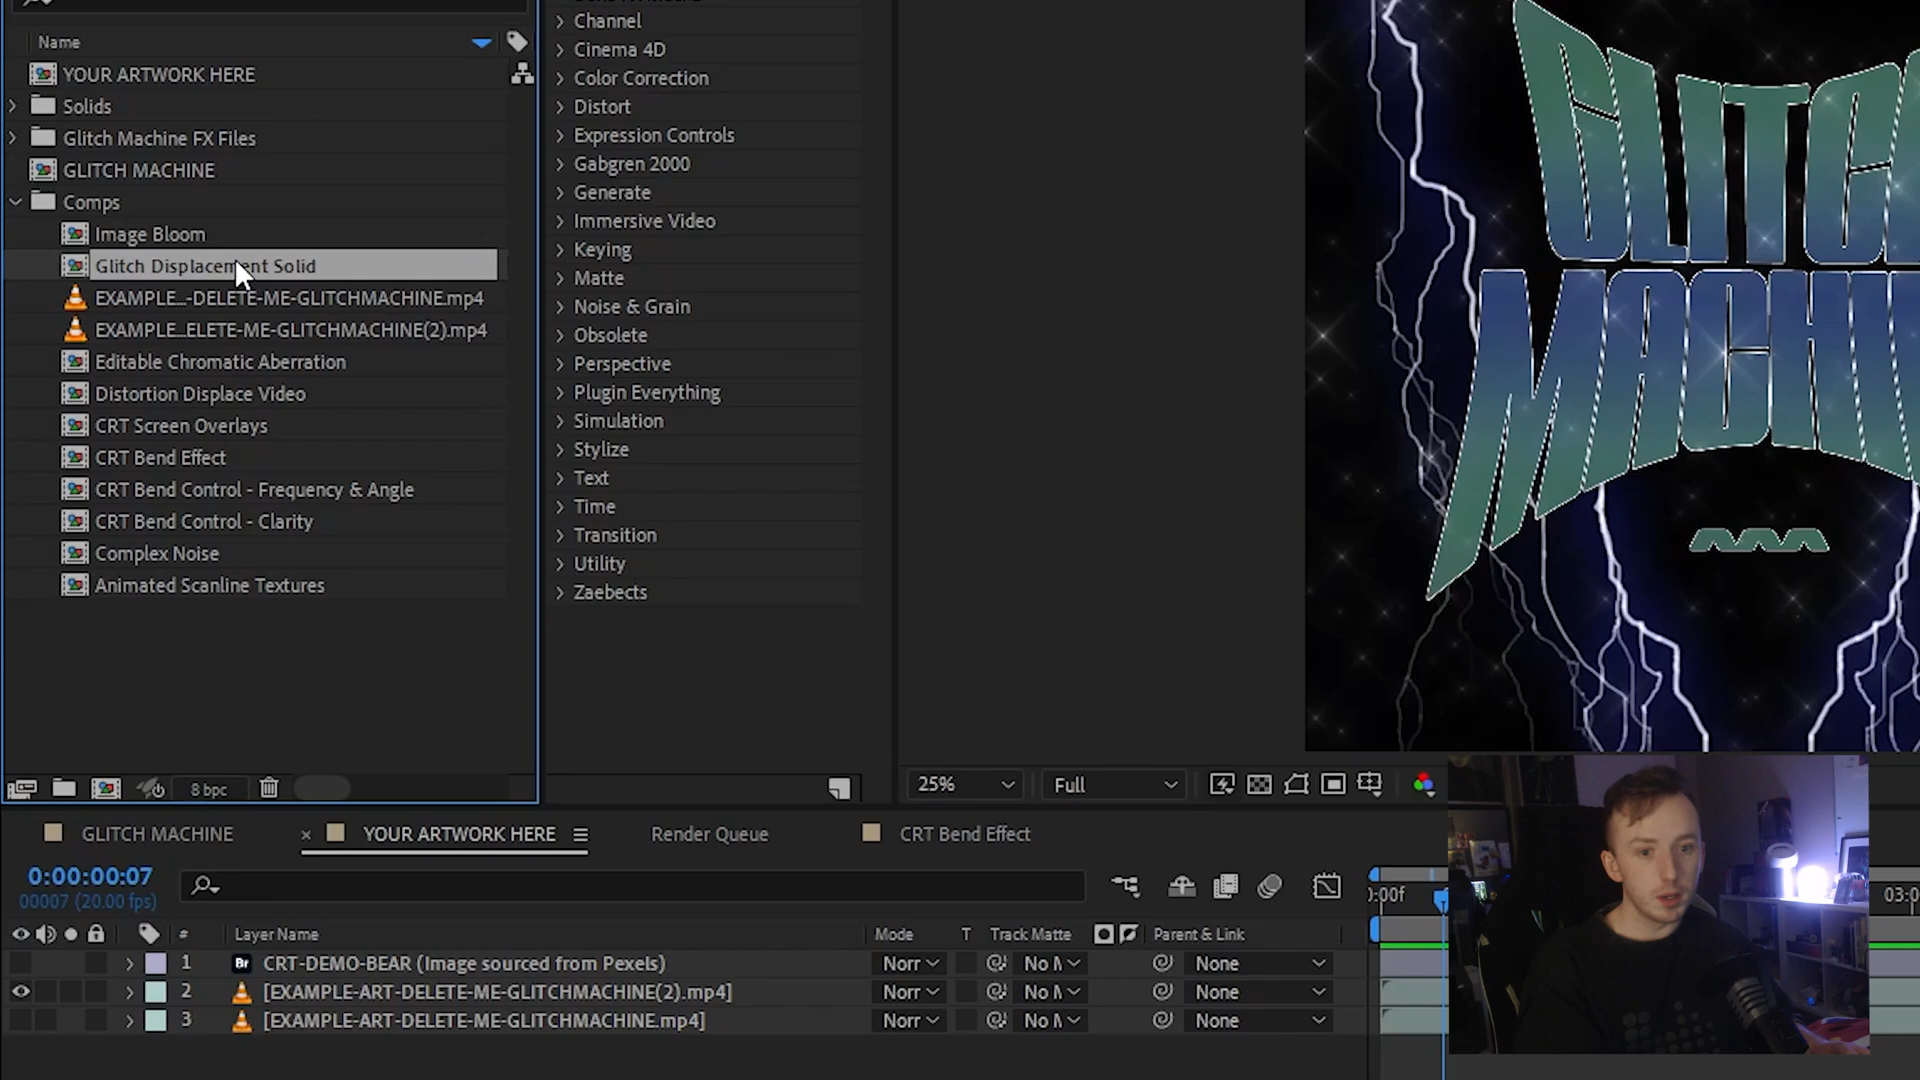 Name
YOUR ARTWORK HERE
Solids
Glitch Machine FX Files
GLITCH MACHINE
Comps
Image Bloom
Glitch Displacement Solid
EXAMPLE...-DELETE-ME-GLITCHMACHINE.mp4
EXAMPLE...ELETE-ME-GLITCHMACHINE(2).mp4
Editable Chromatic Aberration
Distortion Displace Video
CRT Screen Overlays
CRT Bend Effect
CRT Bend Control - Frequency & Angle
CRT Bend Control - Clarity
Complex Noise
Animated Scanline Textures
8 bpc
Channel
Cinema 4D
Color Correction
Distort
Expression Controls
Gabgren 2000
Generate
Immersive Video
Keying
Matte
Noise & Grain
Obsolete
Perspective
Plugin Everything
Simulation
Stylize
Text
Time
Transition
Utility
Zaebects
GLITC
MACHI
25% Full
GLITCH MACHINE × YOUR ARTWORK HERE Render Queue CRT Bend Effect
0:00:00:07
00007 (20.00 fps)
):00f 03:0
# Layer Name Mode T Track Matte Parent & Link
1 Br CRT-DEMO-BEAR (Image sourced from Pexels) Norr No M None
2 [EXAMPLE-ART-DELETE-ME-GLITCHMACHINE(2).mp4] Norr No M None
3 [EXAMPLE-ART-DELETE-ME-GLITCHMACHINE.mp4] Norr No M None